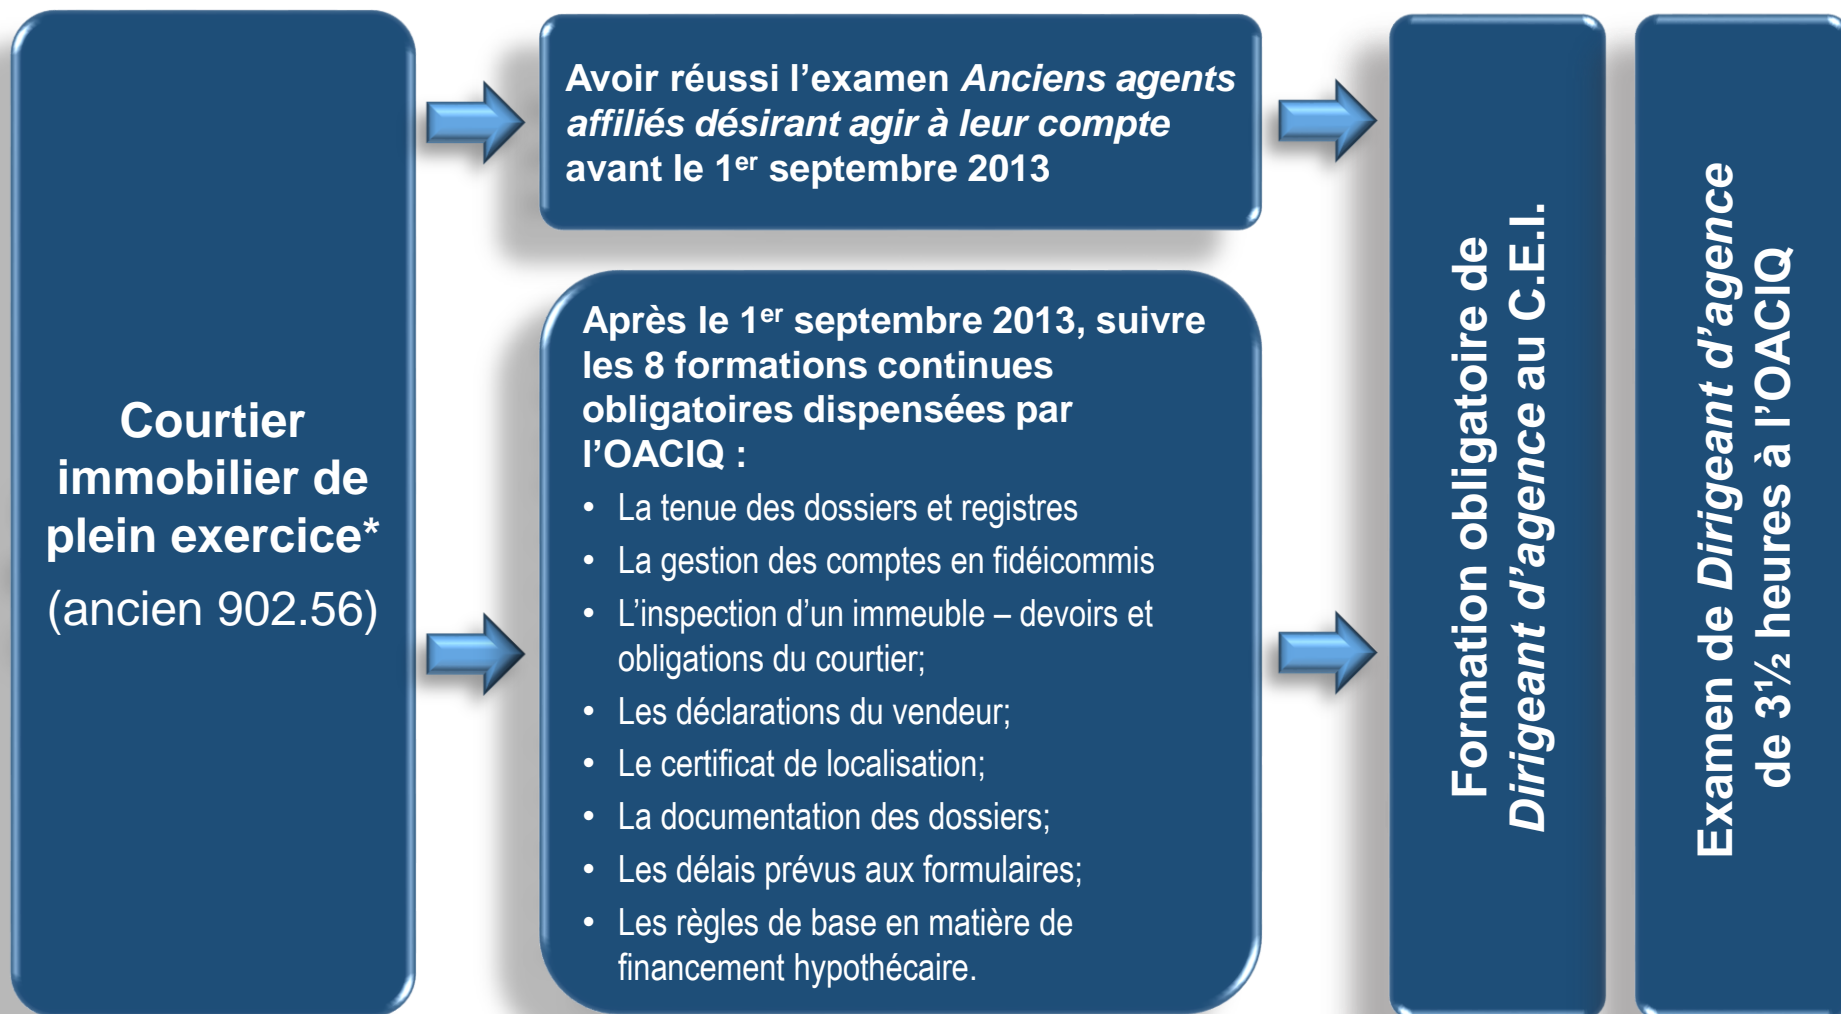 Courtier
immobilier de
plein exercice*
(ancien 902.56)
Avoir réussi l’examen Anciens agents
affiliés désirant agir à leur compte
avant le 1er septembre 2013
Après le 1er septembre 2013, suivre
les 8 formations continues
obligatoires dispensées par
l’OACIQ :
• La tenue des dossiers et registres
• La gestion des comptes en fidéicommis
• L’inspection d’un immeuble – devoirs et
obligations du courtier;
• Les déclarations du vendeur;
• Le certificat de localisation;
• La documentation des dossiers;
• Les délais prévus aux formulaires;
• Les règles de base en matière de
financement hypothécaire.
Formation obligatoire de
Dirigeant d’agence au C.E.I.
Examen de Dirigeant d’agence
de 3½ heures à l’OACIQ